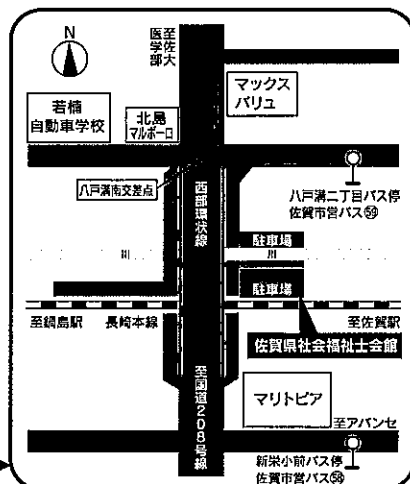 N
至佐大
医学部
マックス
バリュ
若楠
自動車学校
北島
マルボーロ
八戸溝南交差点
八戸溝二丁目バス停
佐賀市営バス59
西部環状線
駐車場
川
川
駐車場
至鍋島駅
長崎本線
至佐賀駅
佐賀県社会福祉士会館
至国道208号線
マリトピア
至アバンセ
新栄小前バス停
佐賀市営バス58